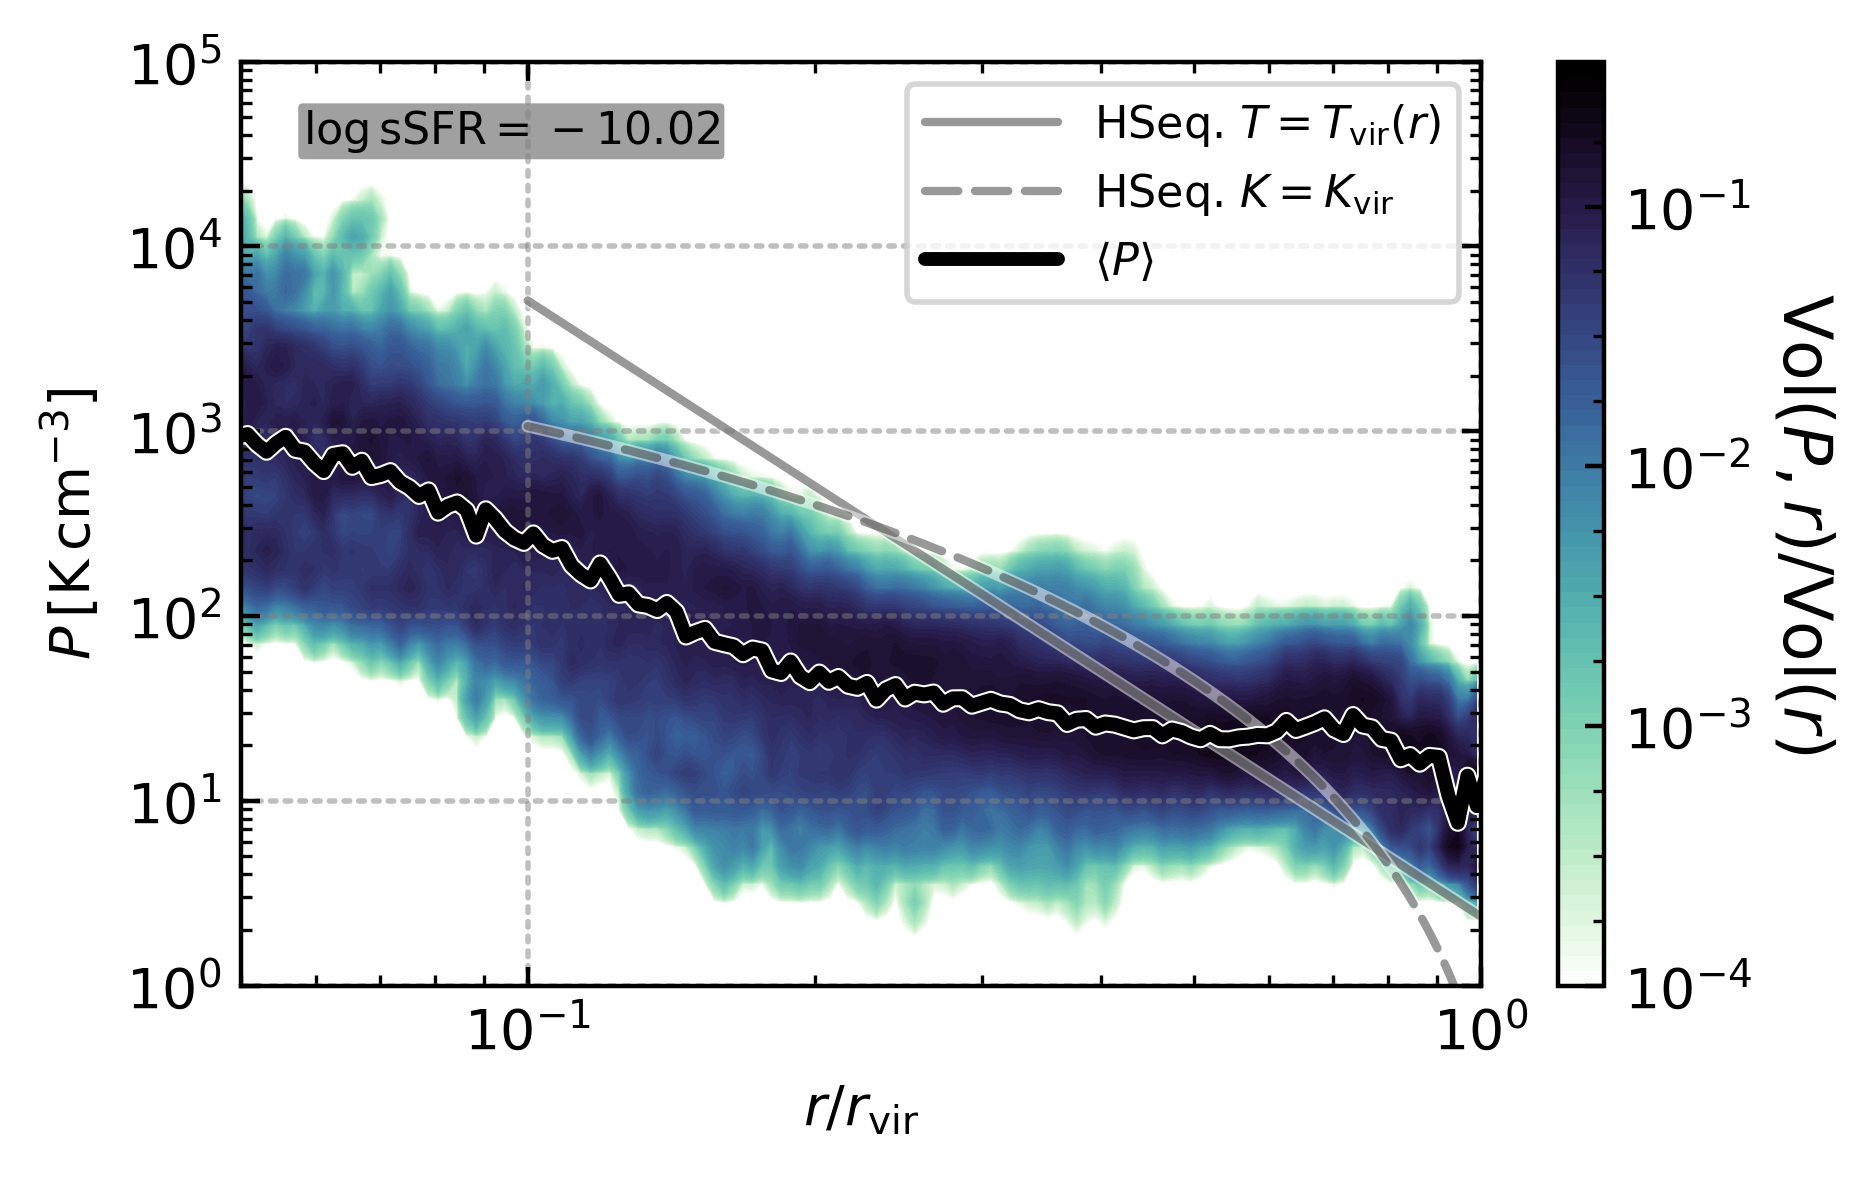 log sSFR = − 10.02
HSeq. T = T_vir(r)
HSeq. K = K_vir
⟨P⟩
10^5
10^4
10^3
10^2
10^1
10^0
P [K cm^−3]
10^−1
10^0
r/r_vir
10^−1
10^−2
10^−3
10^−4
Vol(P, r)/Vol(r)